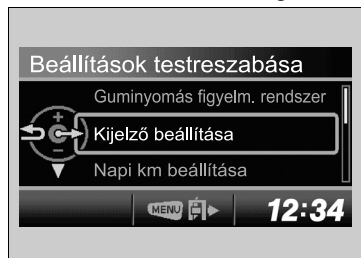 Beállítások testreszabása
Guminyomás figyelm. rendszer
Kijelző beállítása
Napi km beállítása
MENU
12:34